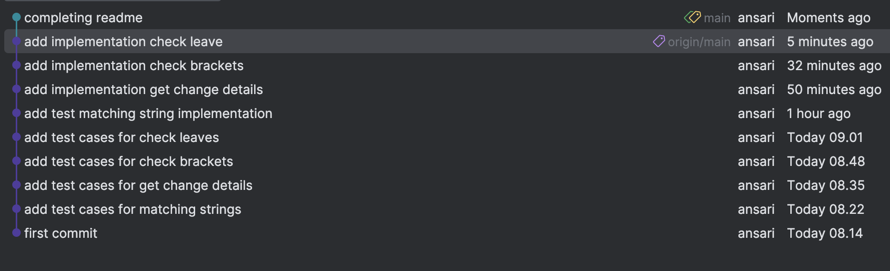 completing readme main ansari Moments ago
add implementation check leave origin/main ansari 5 minutes ago
add implementation check brackets ansari 32 minutes ago
add implementation get change details ansari 50 minutes ago
add test matching string implementation ansari 1 hour ago
add test cases for check leaves ansari Today 09.01
add test cases for check brackets ansari Today 08.48
add test cases for get change details ansari Today 08.35
add test cases for matching strings ansari Today 08.22
first commit ansari Today 08.14